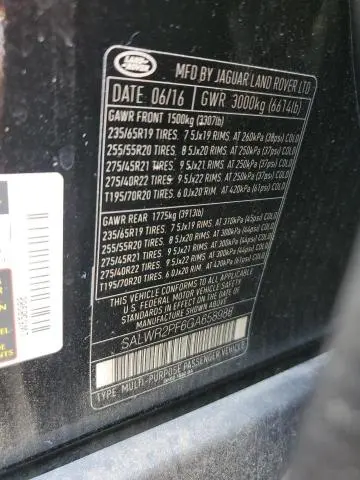 LAND ROVER
MFD BY JAGUAR LAND ROVER LTD
DATE 06/16 GWR 3000kg (6614lb)
GAWR FRONT 1500kg (3307lb)
235/65R19 TIRES. 7 5Jx19 RIMS. AT 260kPa (38psi) COLD
255/55R20 TIRES. 8 5Jx20 RIMS. AT 250kPa (37psi) COLD
275/45R21 TIRES. 9 5Jx21 RIMS. AT 250kPa (37psi) COLD
275/40R22 TIRES. 9 5Jx22 RIMS. AT 250kPa (37psi) COLD
T195/70R20 TIRES. 6 0Jx20 RIMS. AT 420kPa (61psi) COLD
GAWR REAR 1775kg (3913lb)
235/65R19 TIRES. 7 5Jx19 RIMS. AT 310kPa (45psi) COLD
255/55R20 TIRES. 8 5Jx20 RIMS. AT 300kPa (44psi) COLD
275/45R21 TIRES. 9 5Jx21 RIMS. AT 300kPa (44psi) COLD
275/40R22 TIRES. 9 5Jx22 RIMS. AT 300kPa (44psi) COLD
T195/70R20 TIRES. 6 0Jx20 RIMS. AT 420kPa (61psi) COLD
THIS VEHICLE CONFORMS TO ALL APPLICABLE
U.S. FEDERAL MOTOR VEHICLE SAFETY AND
THEFT PREVENTION STANDARDS IN EFFECT ON
THE DATE OF MANUFACTURE SHOWN ABOVE
SALWR2PF6GA658988
TYPE: MULTI-PURPOSE PASSENGER VEHICLE